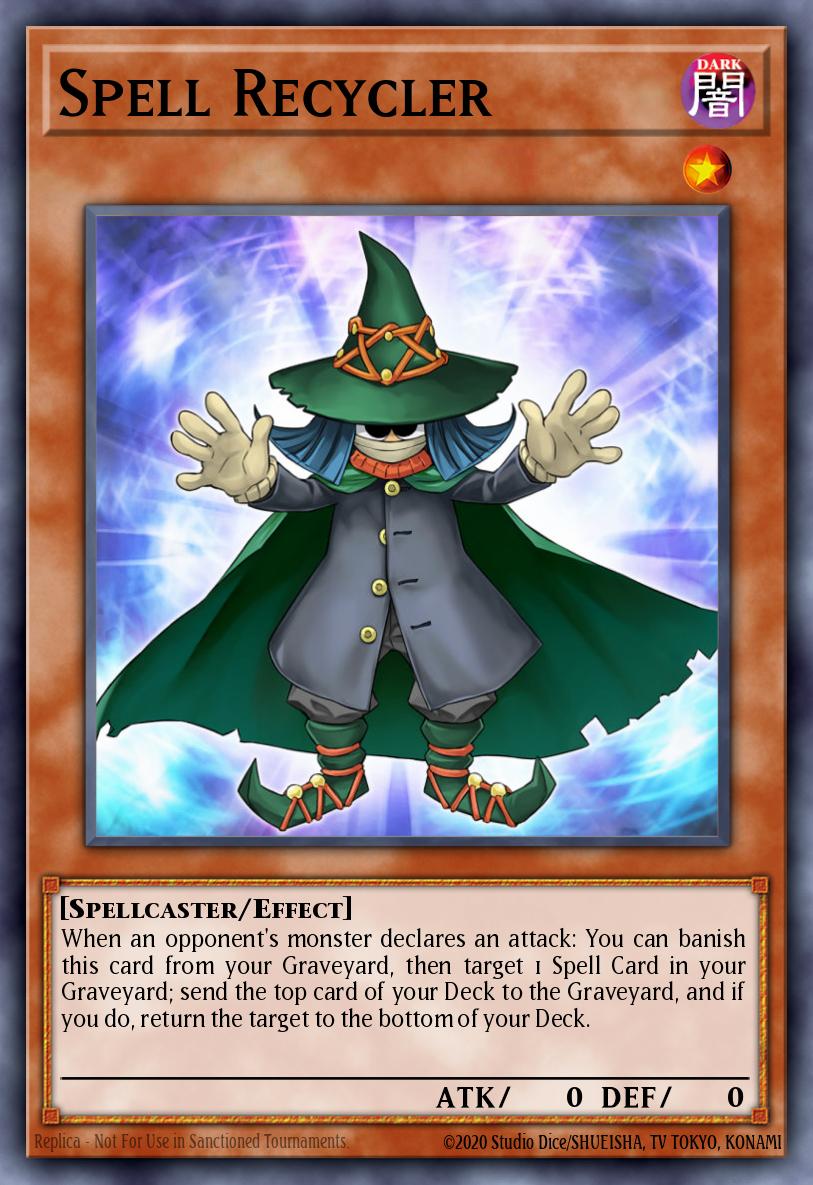 Spell Recycler
DARK
闇
[Spellcaster/Effect]
When an opponent's monster declares an attack: You can banish
this card from your Graveyard, then target 1 Spell Card in your
Graveyard; send the top card of your Deck to the Graveyard, and if
you do, return the target to the bottom of your Deck.
ATK/ 0 DEF/ 0
Replica - Not For Use in Sanctioned Tournaments.
©2020 Studio Dice/SHUEISHA, TV TOKYO, KONAMI